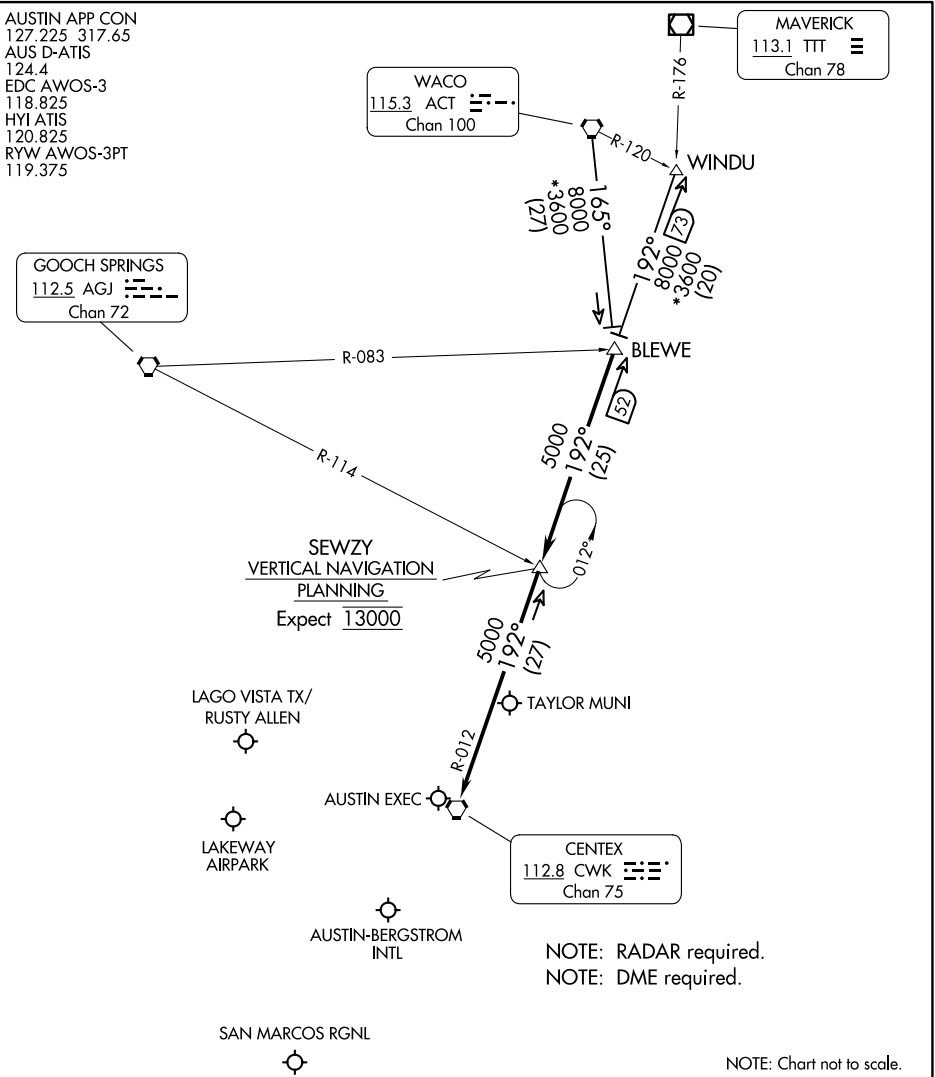 AUSTIN APP CON
127.225 317.65
AUS D-ATIS
124.4
EDC AWOS-3
118.825
HYI ATIS
120.825
RYW AWOS-3PT
119.375
MAVERICK
113.1 TTT
Chan 78
R-176
WACO
115.3 ACT
Chan 100
R-120
WINDU
165°
8000
*3600
(27)
73
192°
8000
*3600
(20)
GOOCH SPRINGS
112.5 AGJ
Chan 72
R-083
BLEWE
52
5000
192°
(25)
R-114
012°
SEWZY
VERTICAL NAVIGATION
PLANNING
Expect 13000
5000
192°
(27)
TAYLOR MUNI
LAGO VISTA TX/
RUSTY ALLEN
R-012
AUSTIN EXEC
LAKEWAY
AIRPARK
CENTEX
112.8 CWK
Chan 75
AUSTIN-BERGSTROM
INTL
NOTE: RADAR required.
NOTE: DME required.
SAN MARCOS RGNL
NOTE: Chart not to scale.